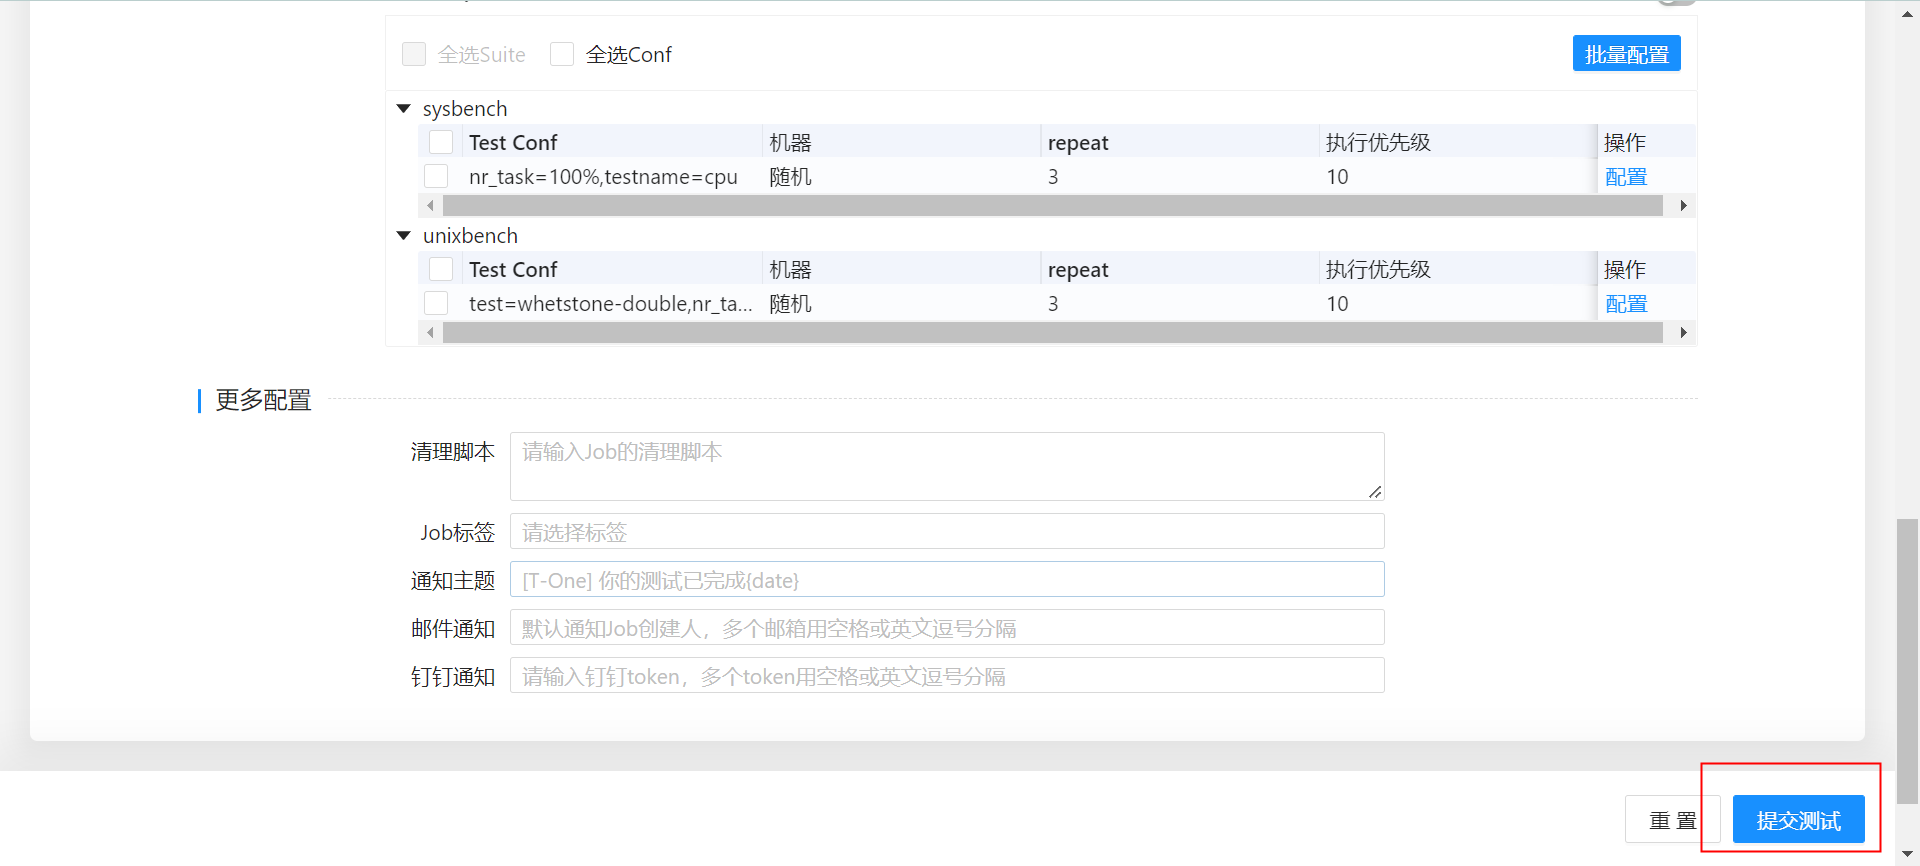 全选Suite 全选Conf 批量配置
sysbench
Test Conf 机器 repeat 执行优先级 操作
nr_task=100%,testname=cpu 随机 3 10 配置
unixbench
Test Conf 机器 repeat 执行优先级 操作
test=whetstone-double,nr_ta... 随机 3 10 配置
更多配置
清理脚本 请输入Job的清理脚本
Job标签 请选择标签
通知主题 [T-One] 你的测试已完成{date}
邮件通知 默认通知Job创建人，多个邮箱用空格或英文逗号分隔
钉钉通知 请输入钉钉token，多个token用空格或英文逗号分隔
重 置 提交测试